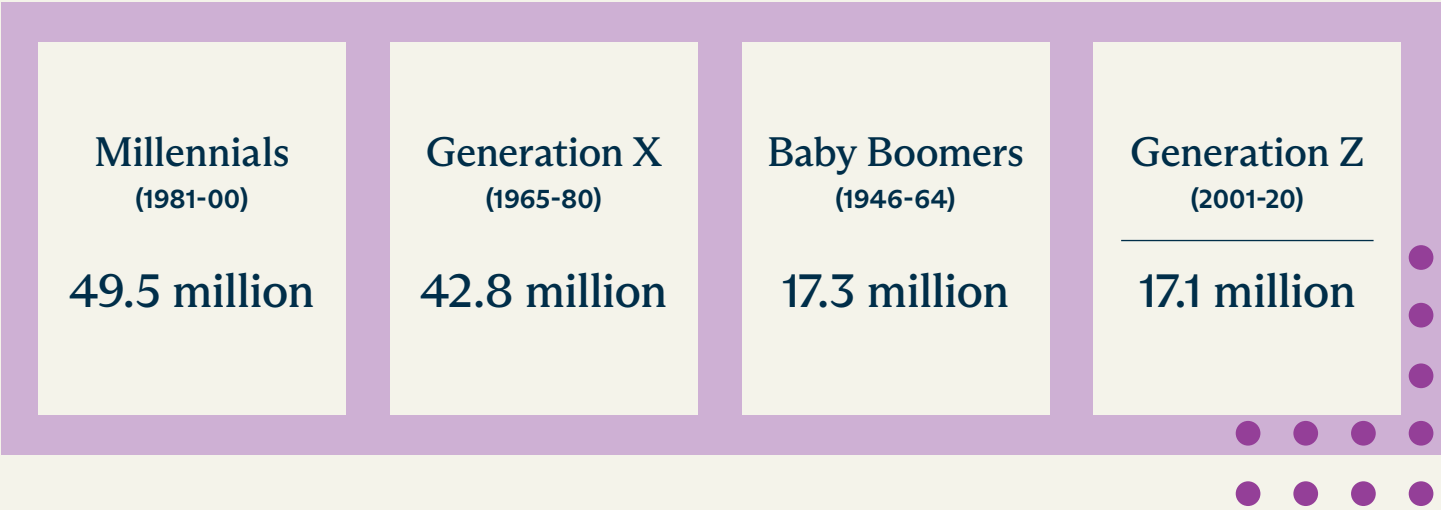 Millennials
(1981-00)
49.5 million
Generation X
(1965-80)
42.8 million
Baby Boomers
(1946-64)
17.3 million
Generation Z
(2001-20)
17.1 million